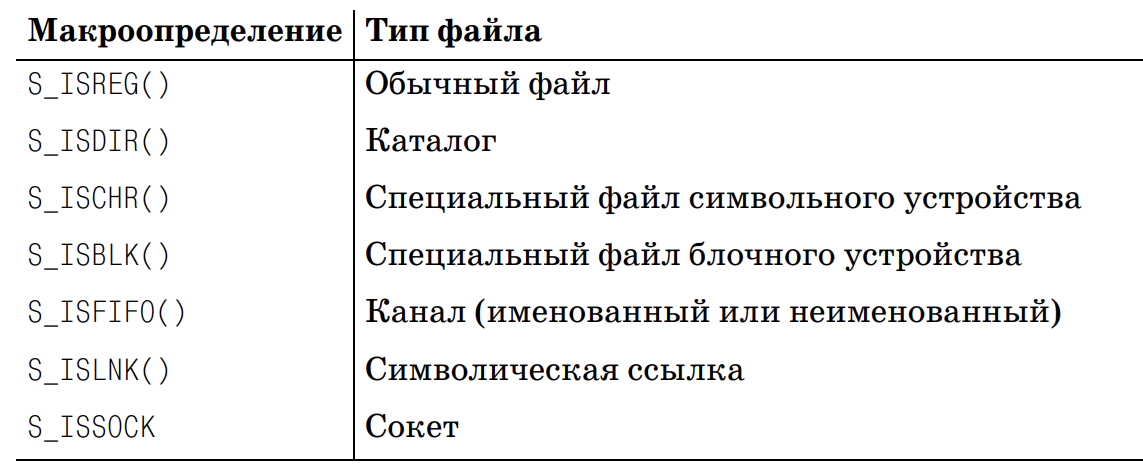 Макроопределение Тип файла
S_ISREG() Обычный файл
S_ISDIR() Каталог
S_ISCHR() Специальный файл символьного устройства
S_ISBLK() Специальный файл блочного устройства
S_ISFIFO() Канал (именованный или неименованный)
S_ISLNK() Символическая ссылка
S_ISSOCK Сокет